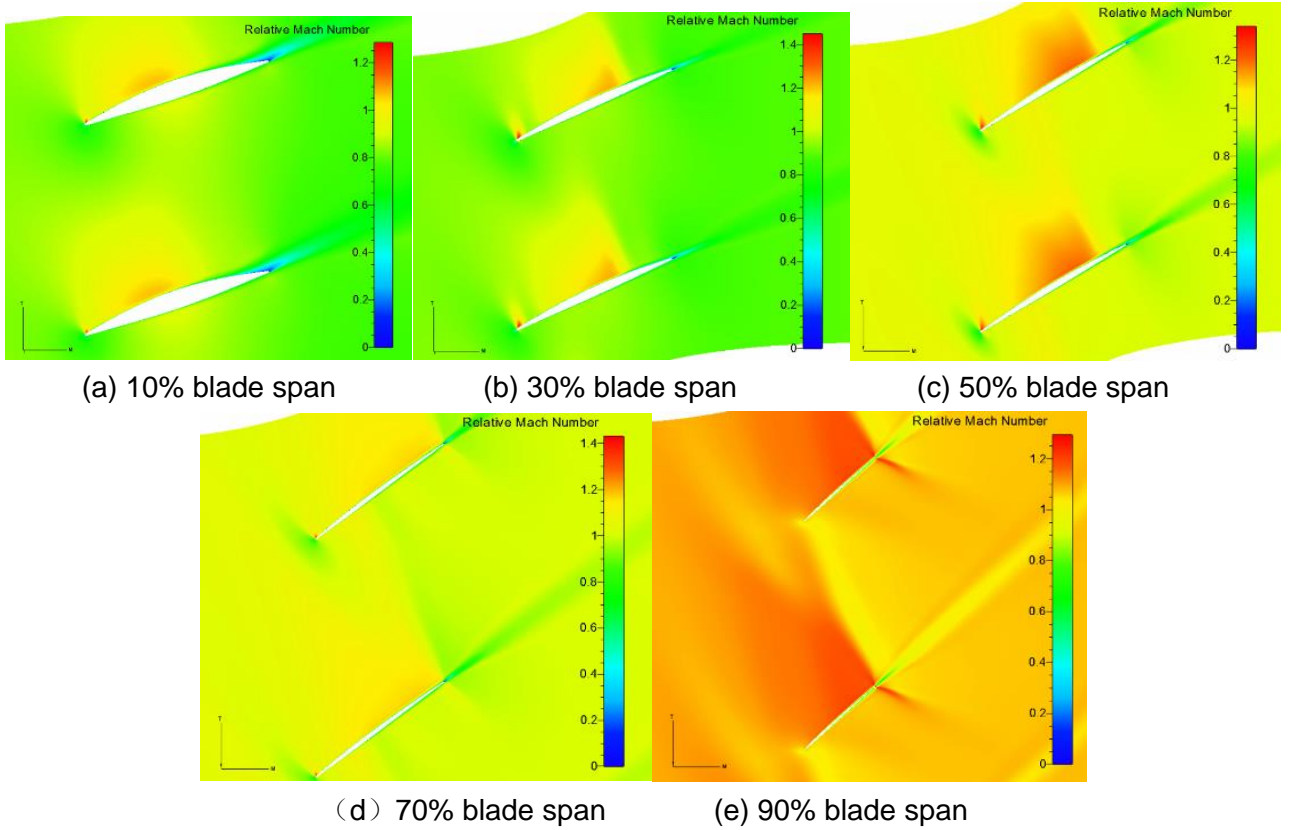 Relative Mach Number
1.2
1
0.8
0.6
0.4
0.2
0
T
M
(a) 10% blade span
Relative Mach Number
1.4
1.2
1
0.8
0.6
0.4
0.2
0
T
M
(b) 30% blade span
Relative Mach Number
1.2
1
0.8
0.6
0.4
0.2
0
T
M
(c) 50% blade span
Relative Mach Number
1.4
1.2
1
0.8
0.6
0.4
0.2
0
T
M
（d）70% blade span
Relative Mach Number
1.2
1
0.8
0.6
0.4
0.2
0
T
M
(e) 90% blade span